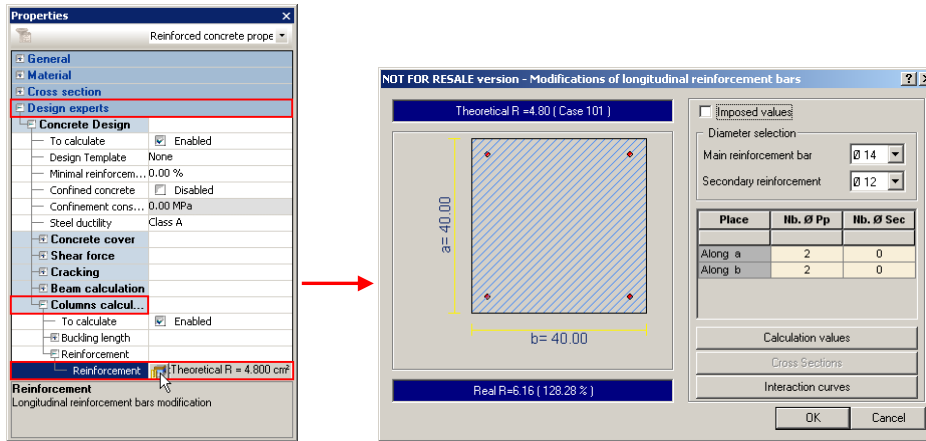 Properties
Reinforced concrete prope
General
Material
Cross section
Design experts
Concrete Design
To calculate Enabled
Design Template None
Minimal reinforcem... 0.00 %
Confined concrete Disabled
Confinement cons... 0.00 MPa
Steel ductility Class A
Concrete cover
Shear force
Cracking
Beam calculation
Columns calcul...
To calculate Enabled
Buckling length
Reinforcement
Reinforcement Theoretical R = 4.800 cm²
Reinforcement
Longitudinal reinforcement bars modification
NOT FOR RESALE version - Modifications of longitudinal reinforcement bars
Theoretical R =4.80 ( Case 101 )
a= 40.00
b= 40.00
Real R=6.16 ( 128.28 % )
Imposed values
Diameter selection
Main reinforcement bar Ø 14
Secondary reinforcement Ø 12
Place Nb. Ø Pp Nb. Ø Sec
Along a 2 0
Along b 2 0
Calculation values
Cross Sections
Interaction curves
OK Cancel